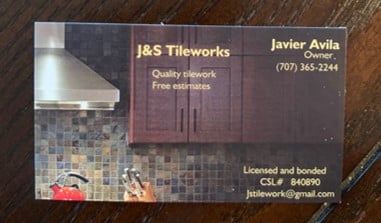 J&S Tileworks
Javier Avila
Owner
(707) 365-2244
Quality tilework
Free estimates
Licensed and bonded
CSL# 840890
Jstilework@gmail.com